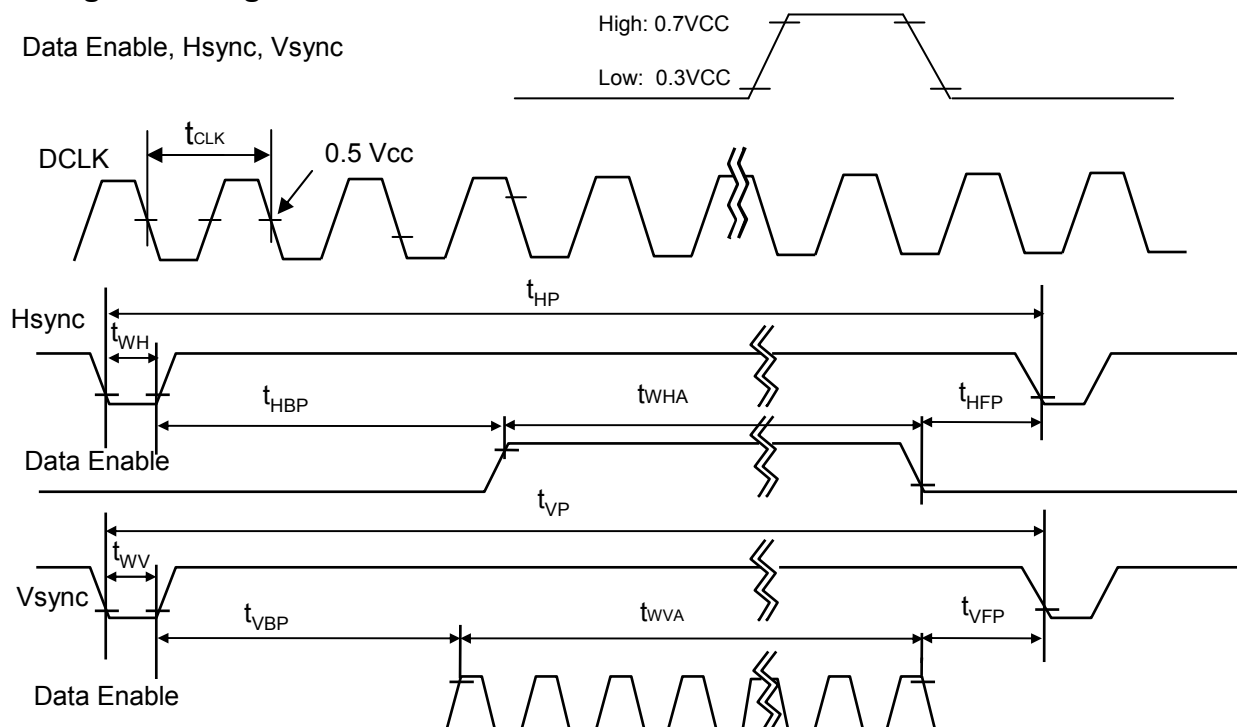 Data Enable, Hsync, Vsync
High: 0.7VCC
Low: 0.3VCC
tCLK
DCLK
0.5 Vcc
tHP
Hsync
tWH
tHBP
tWHA
tHFP
Data Enable
tVP
tWV
Vsync
tVBP
tWVA
tVFP
Data Enable